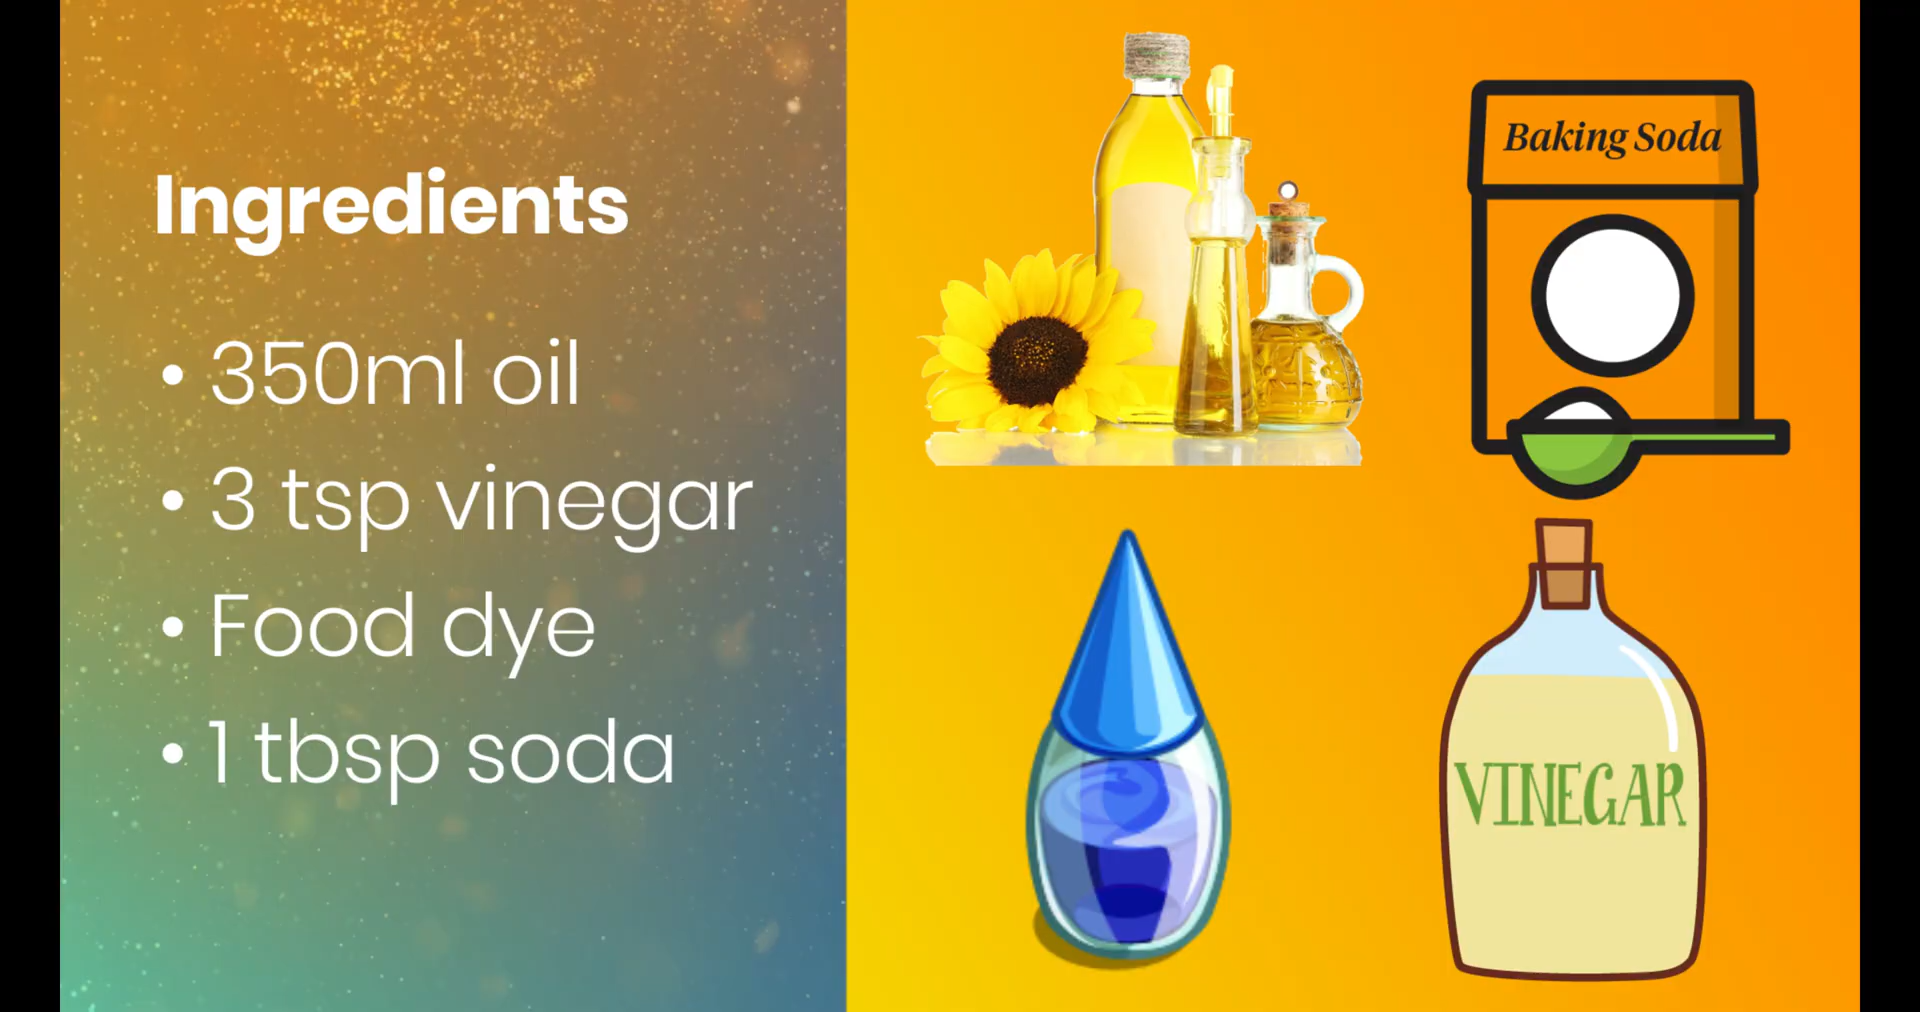 Ingredients
• 350ml oil
• 3 tsp vinegar
• Food dye
• 1 tbsp soda
Baking Soda
VINEGAR